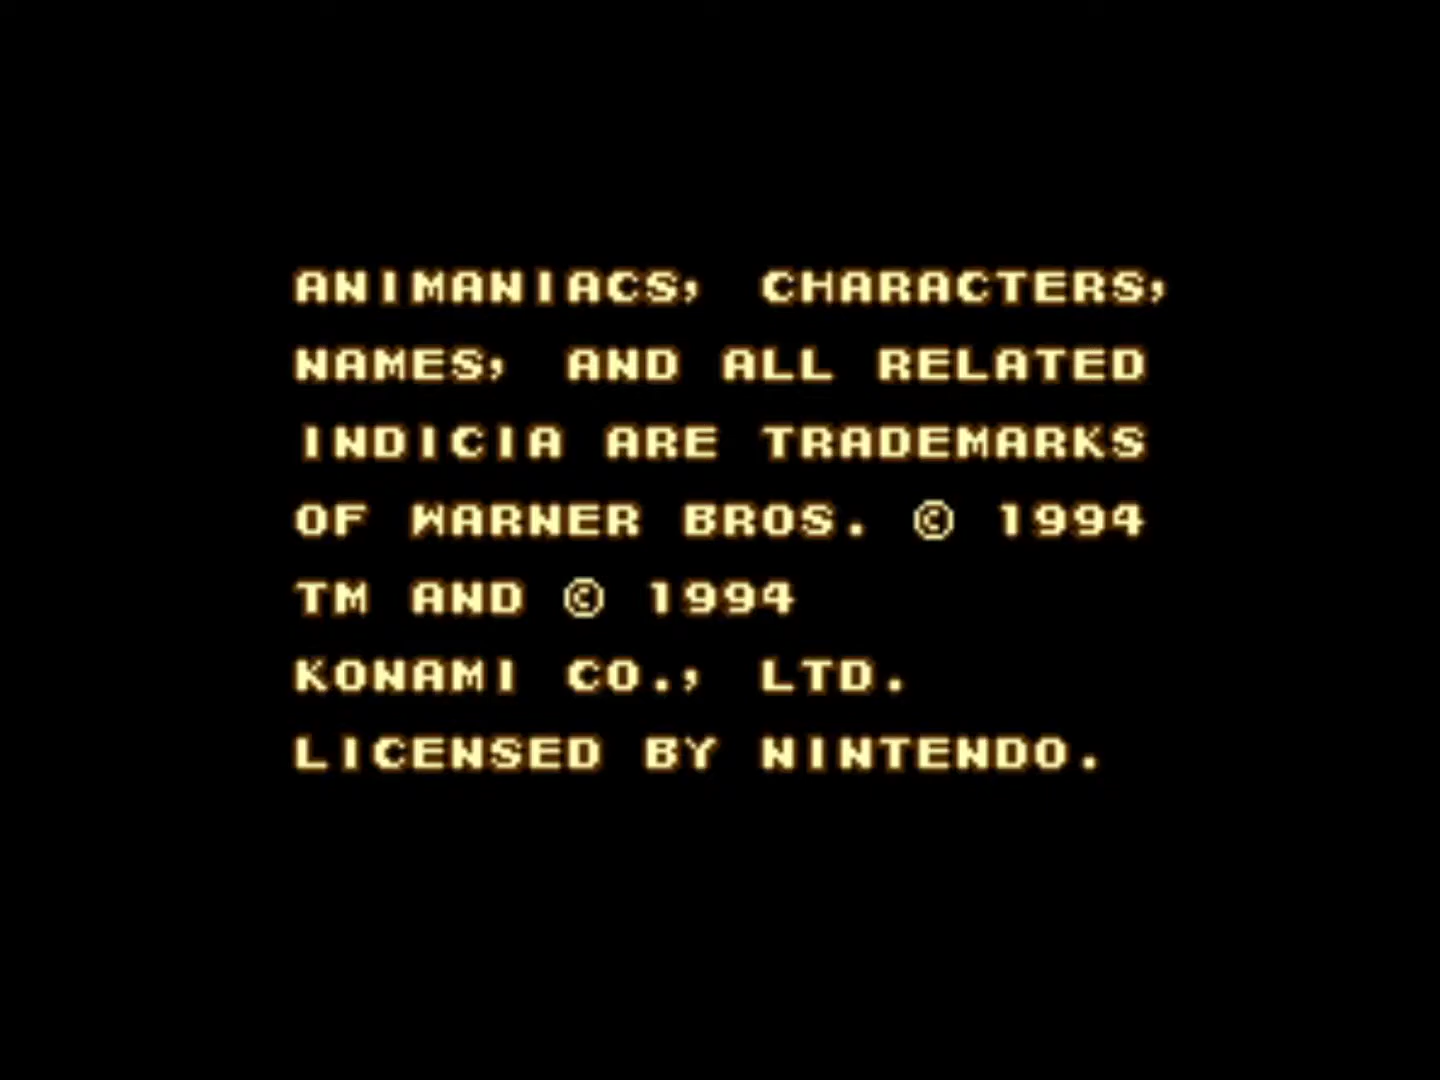 ANIMANIACS, CHARACTERS,
NAMES, AND ALL RELATED
INDICIA ARE TRADEMARKS
OF WARNER BROS. © 1994
TM AND © 1994
KONAMI CO., LTD.
LICENSED BY NINTENDO.